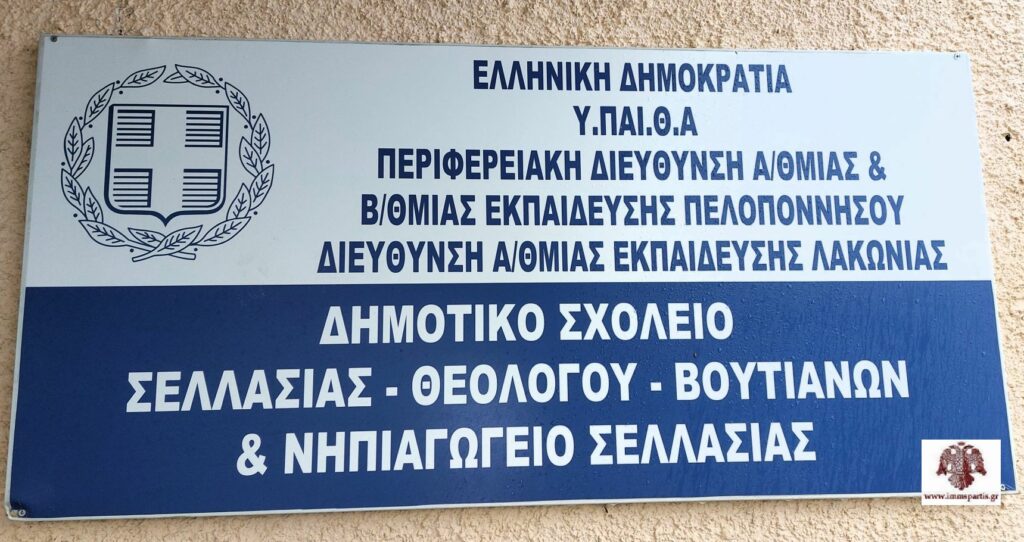 ΕΛΛΗΝΙΚΗ ΔΗΜΟΚΡΑΤΙΑ
Υ.ΠΑΙ.Θ.Α
ΠΕΡΙΦΕΡΕΙΑΚΗ ΔΙΕΥΘΥΝΣΗ Α/ΘΜΙΑΣ &
Β/ΘΜΙΑΣ ΕΚΠΑΙΔΕΥΣΗΣ ΠΕΛΟΠΟΝΝΗΣΟΥ
ΔΙΕΥΘΥΝΣΗ Α/ΘΜΙΑΣ ΕΚΠΑΙΔΕΥΣΗΣ ΛΑΚΩΝΙΑΣ
ΔΗΜΟΤΙΚΟ ΣΧΟΛΕΙΟ
ΣΕΛΛΑΣΙΑΣ - ΘΕΟΛΟΓΟΥ - ΒΟΥΤΙΑΝΩΝ
& ΝΗΠΙΑΓΩΓΕΙΟ ΣΕΛΛΑΣΙΑΣ
www.immspartis.gr